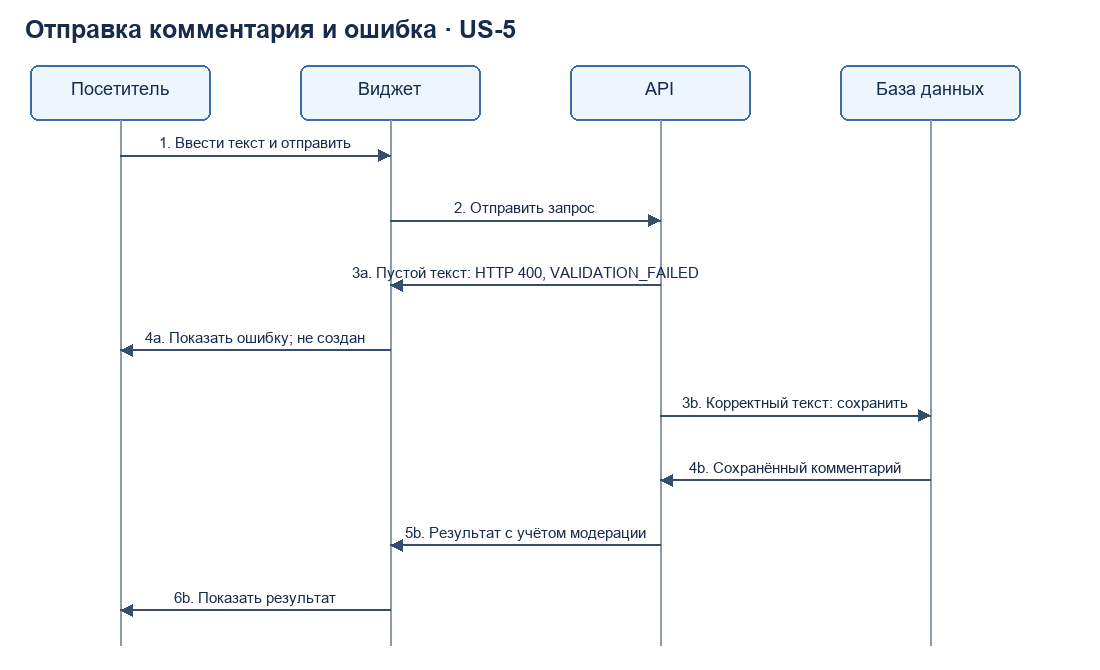 Отправка комментария и ошибка · US-5
Посетитель
Виджет
API
База данных
1. Ввести текст и отправить
2. Отправить запрос
3a. Пустой текст: HTTP 400, VALIDATION_FAILED
4a. Показать ошибку; не создан
3b. Корректный текст: сохранить
4b. Сохранённый комментарий
5b. Результат с учётом модерации
6b. Показать результат